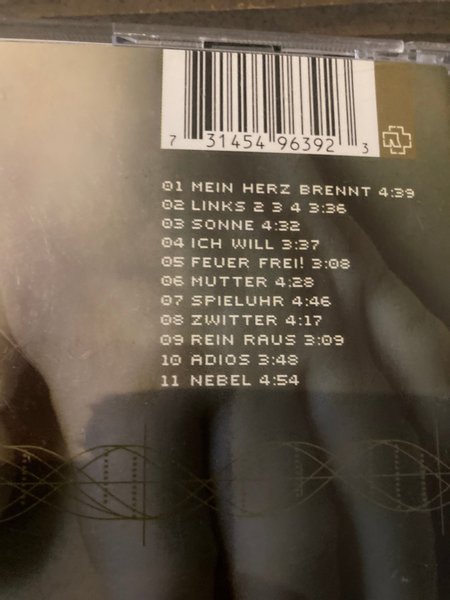 7 31454 96392 3
01 MEIN HERZ BRENNT 4:39
02 LINKS 2 3 4 3:36
03 SONNE 4:32
04 ICH WILL 3:37
05 FEUER FREI! 3:08
06 MUTTER 4:28
07 SPIELUHR 4:46
08 ZWITTER 4:17
09 REIN RAUS 3:09
10 ADIOS 3:48
11 NEBEL 4:54